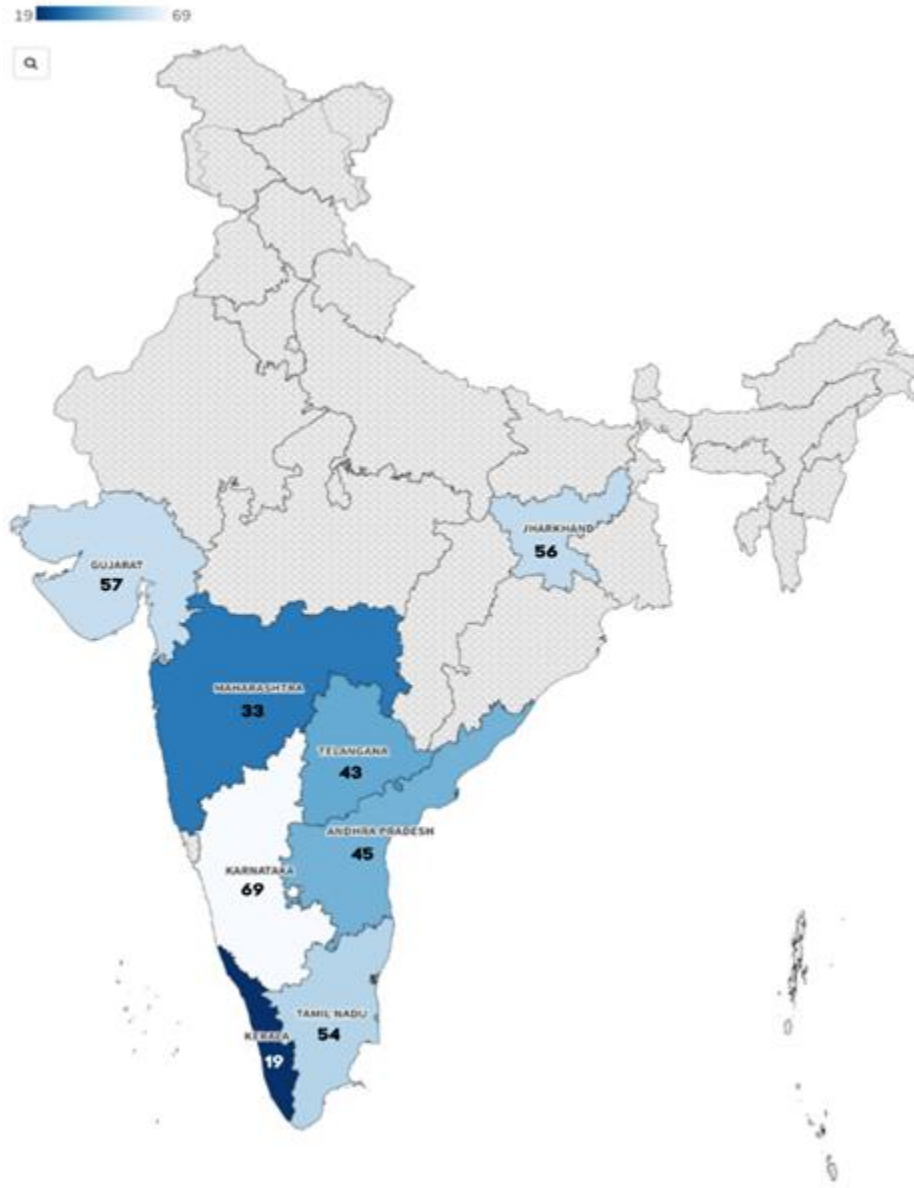 19 69
JHARKHAND
56
GUJARAT
57
MAHARASHTRA
33
TELANGANA
43
ANDHRA PRADESH
45
KARNATAKA
69
TAMIL NADU
54
KERALA
19